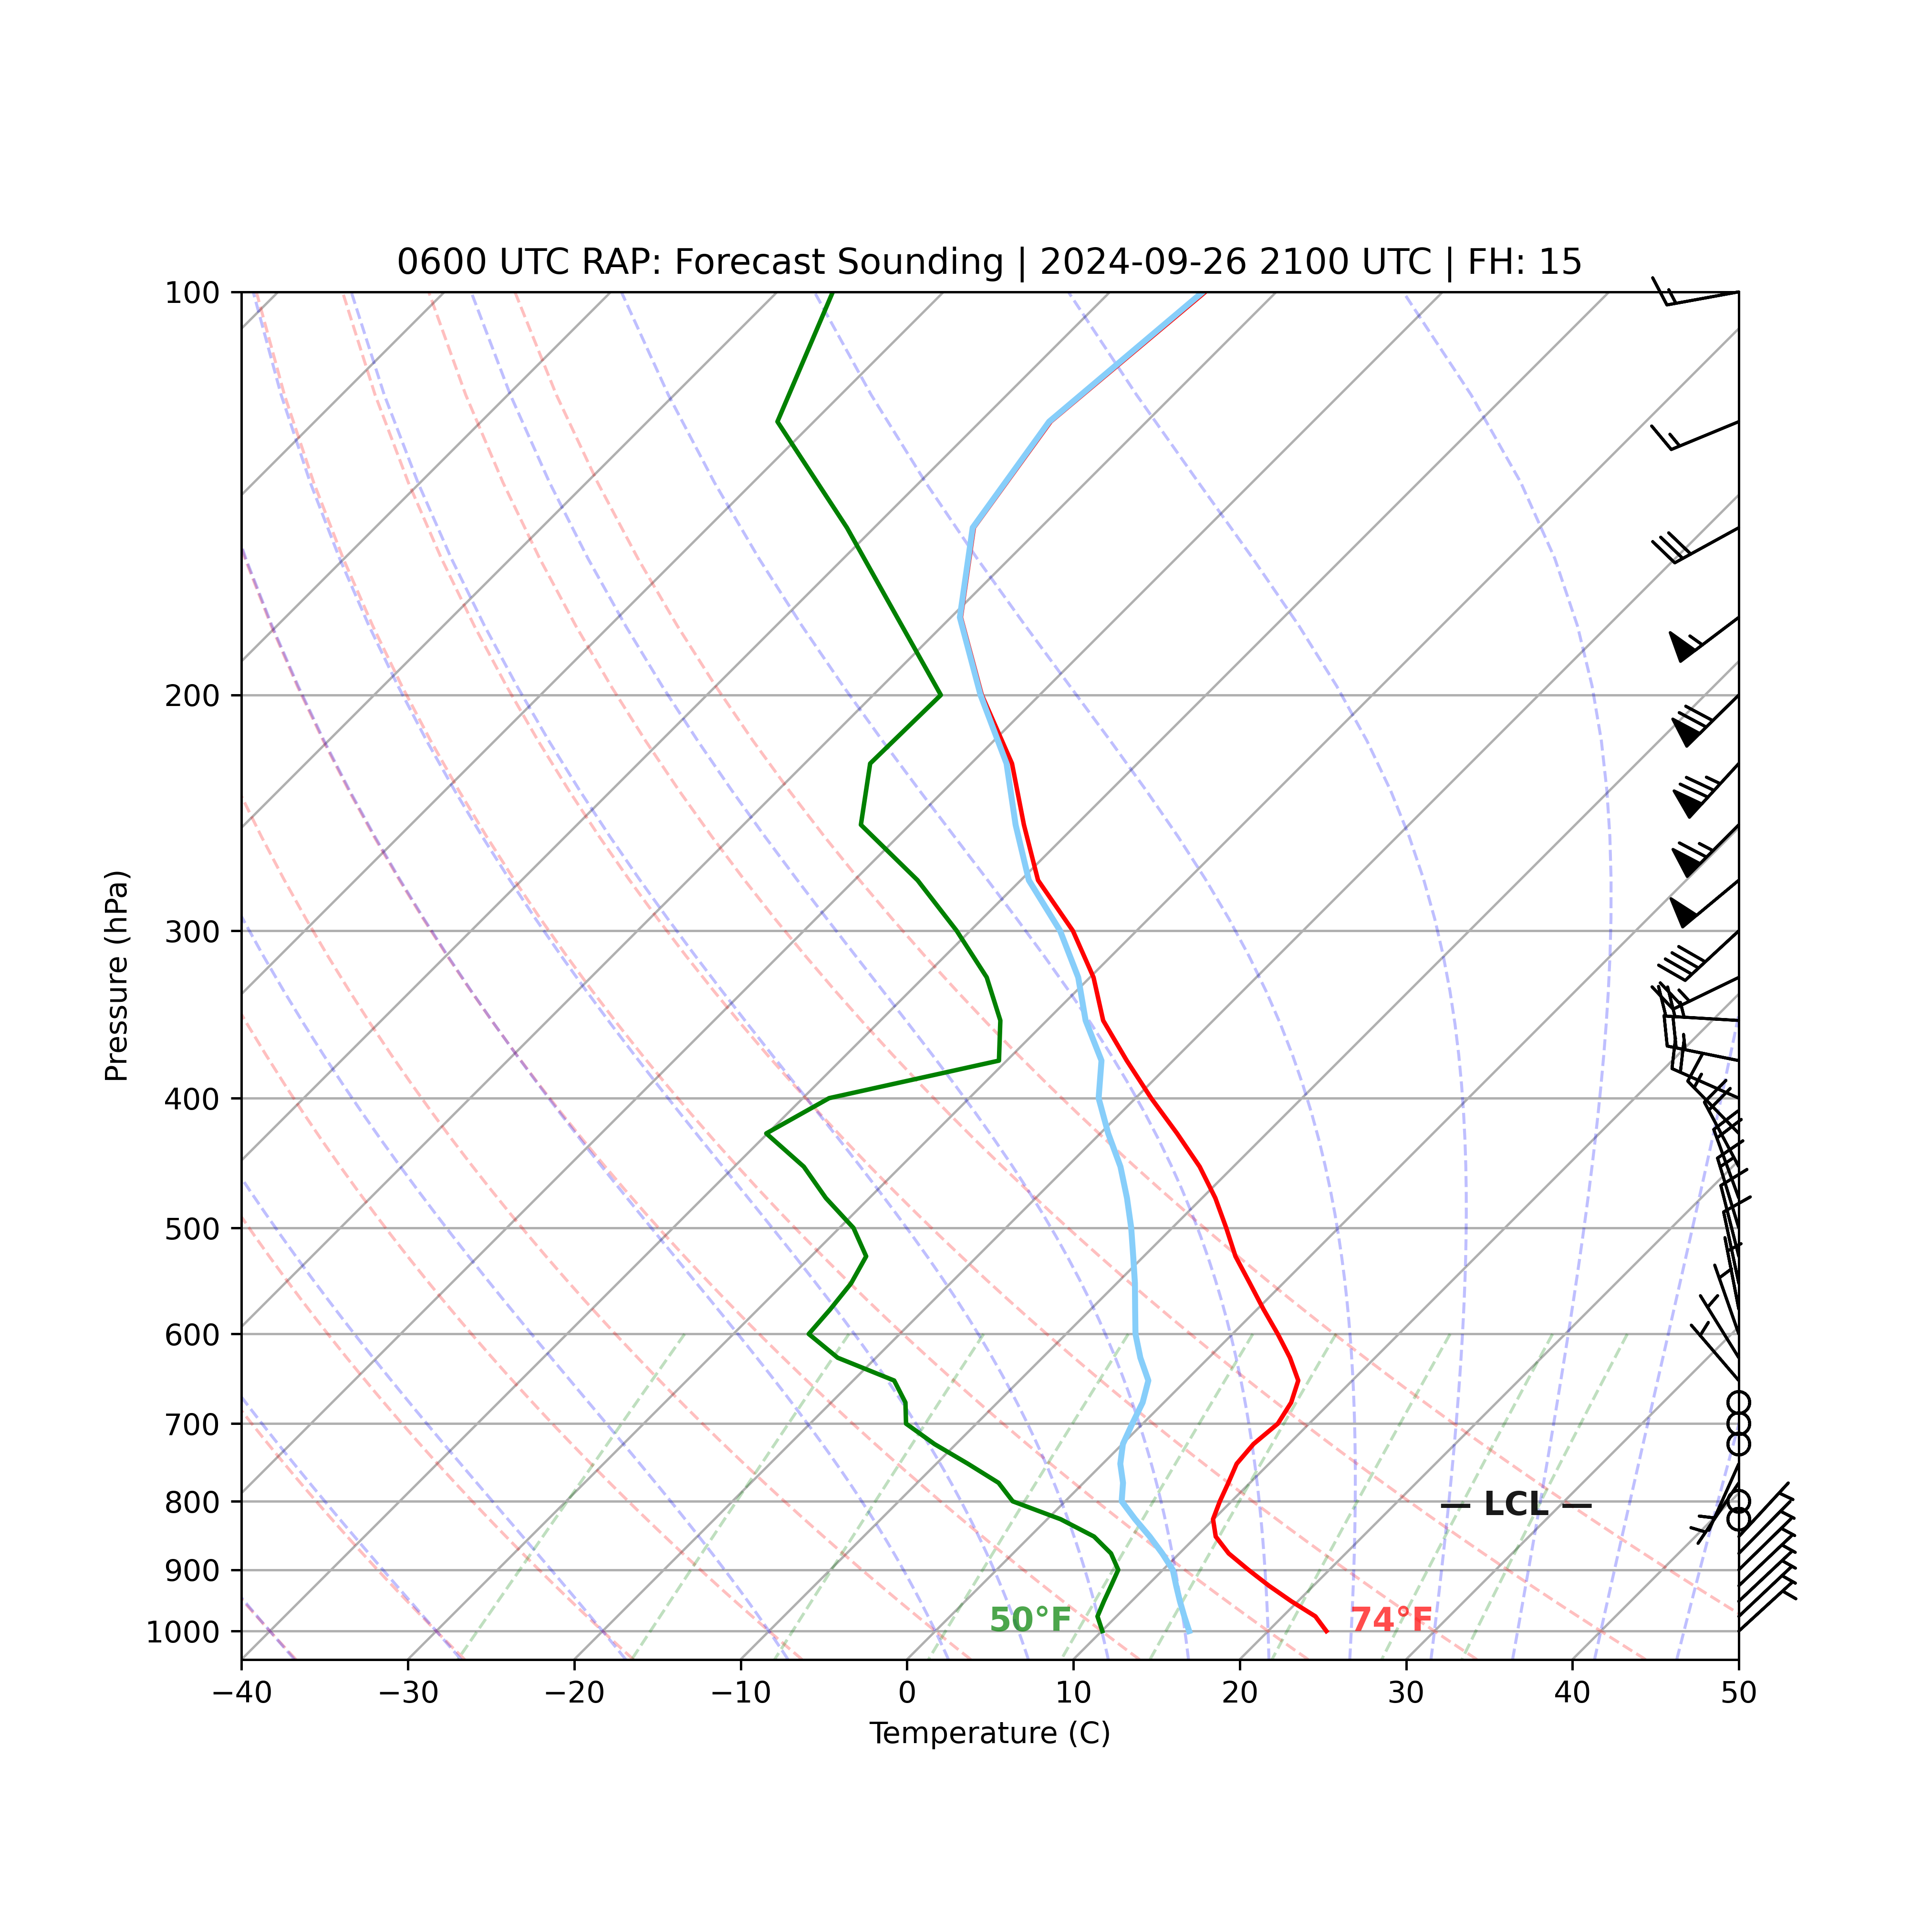 0600 UTC RAP: Forecast Sounding | 2024-09-26 2100 UTC | FH: 15
100
200
300
400
500
600
700
800
900
1000
Pressure (hPa)
— LCL —
50°F
74°F
−40 −30 −20 −10 0 10 20 30 40 50
Temperature (C)